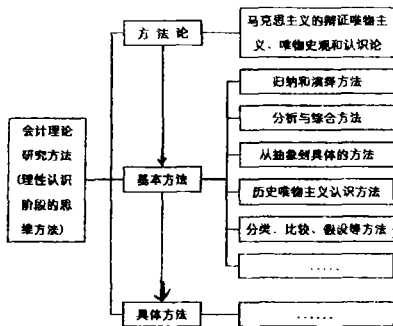 方法论
马克思主义的辩证唯物主
义、唯物史观和认识论
归纳和演绎方法
分析与综合方法
会计理论
研究方法
(理性认识
阶段的思
维方法)
从抽象到具体的方法
基本方法
历史唯物主义认识方法
分类、比较、假设等方法
.....
具体方法
......